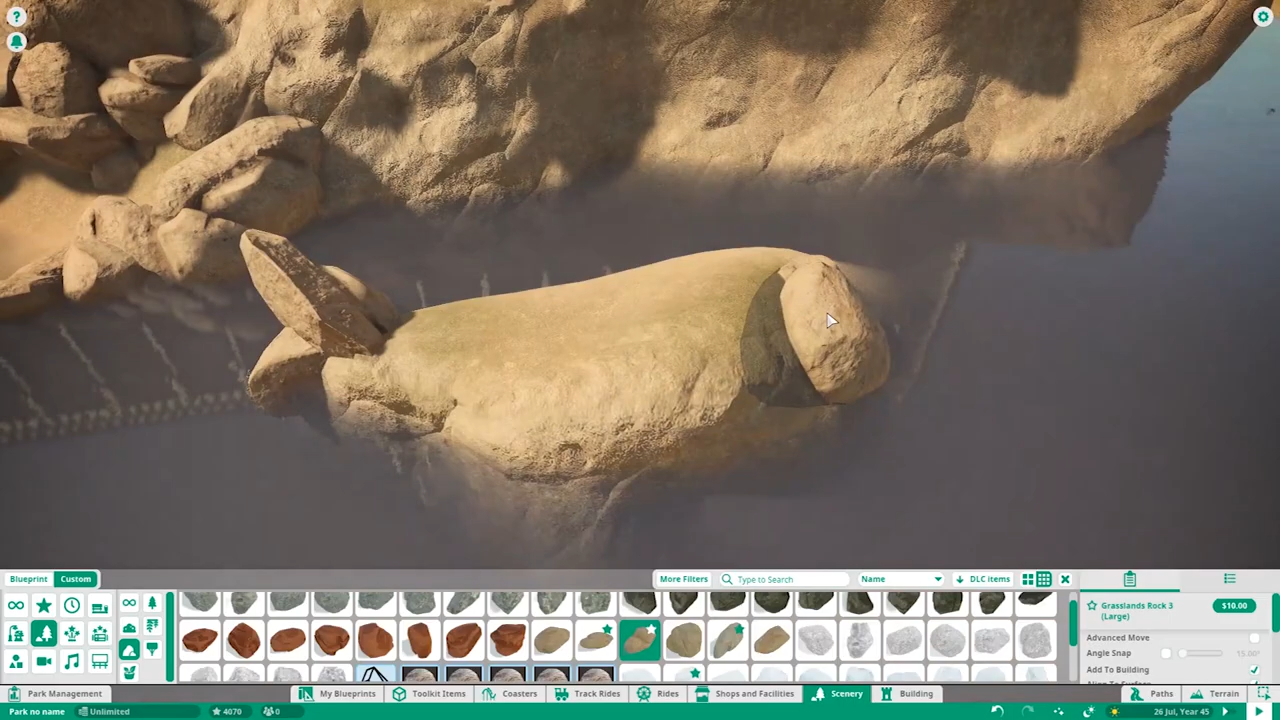 Blueprint Custom More Filters Type to Search Name DLC items
Grasslands Rock 3 (Large) $10.00
Advanced Move
Angle Snap 15.00°
Add To Building
Park Management My Blueprints Toolkit Items Coasters Track Rides Rides Shops and Facilities Scenery Building Paths Terrain
Park no name Unlimited 4070 0 26 Jul, Year 45